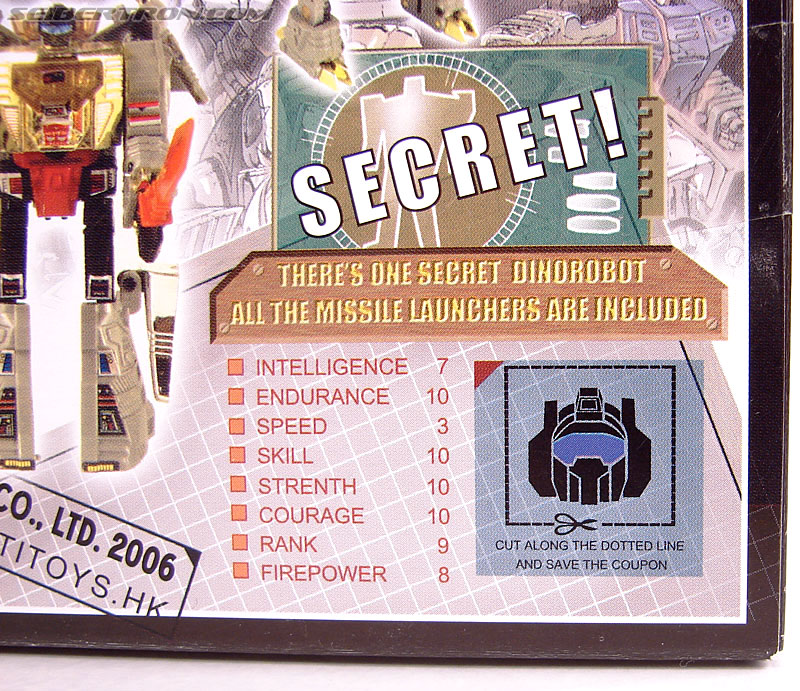 SEIBERTRON.COM
SECRET!
THERE'S ONE SECRET DINOROBOT
ALL THE MISSILE LAUNCHERS ARE INCLUDED
INTELLIGENCE 7
ENDURANCE 10
SPEED 3
SKILL 10
STRENTH 10
COURAGE 10
RANK 9
FIREPOWER 8
CUT ALONG THE DOTTED LINE
AND SAVE THE COUPON
CO., LTD. 2006
TITOYS.HK